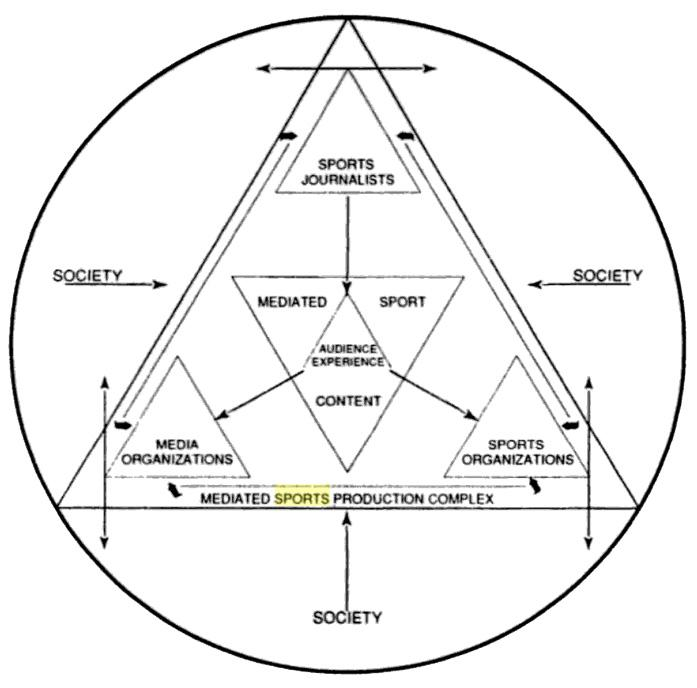 SPORTS
JOURNALISTS
SOCIETY
SOCIETY
MEDIATED SPORT
AUDIENCE
EXPERIENCE
CONTENT
MEDIA
ORGANIZATIONS
SPORTS
ORGANIZATIONS
MEDIATED SPORTS PRODUCTION COMPLEX
SOCIETY